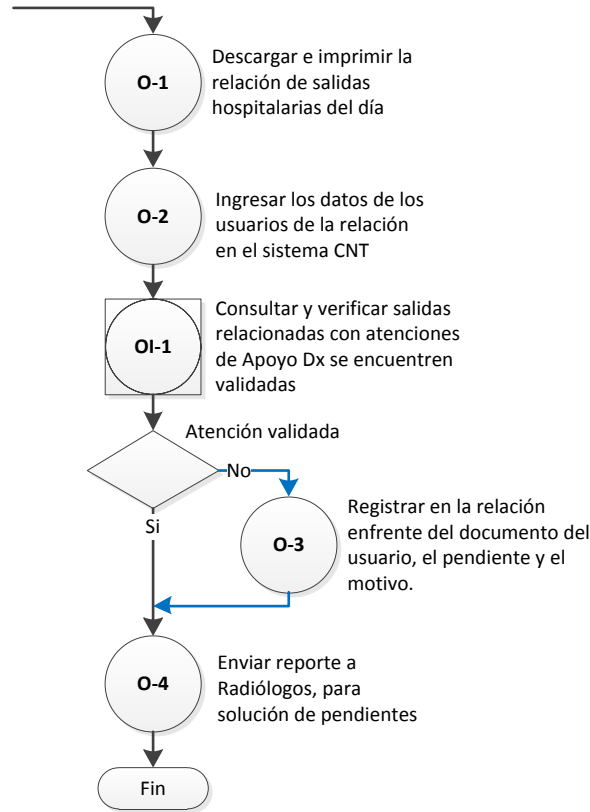 O-1
Descargar e imprimir la
relación de salidas
hospitalarias del día
O-2
Ingresar los datos de los
usuarios de la relación
en el sistema CNT
OI-1
Consultar y verificar salidas
relacionadas con atenciones
de Apoyo Dx se encuentren
validadas
Atención validada
No
Si
O-3
Registrar en la relación
enfrente del documento del
usuario, el pendiente y el
motivo.
O-4
Enviar reporte a
Radiólogos, para
solución de pendientes
Fin